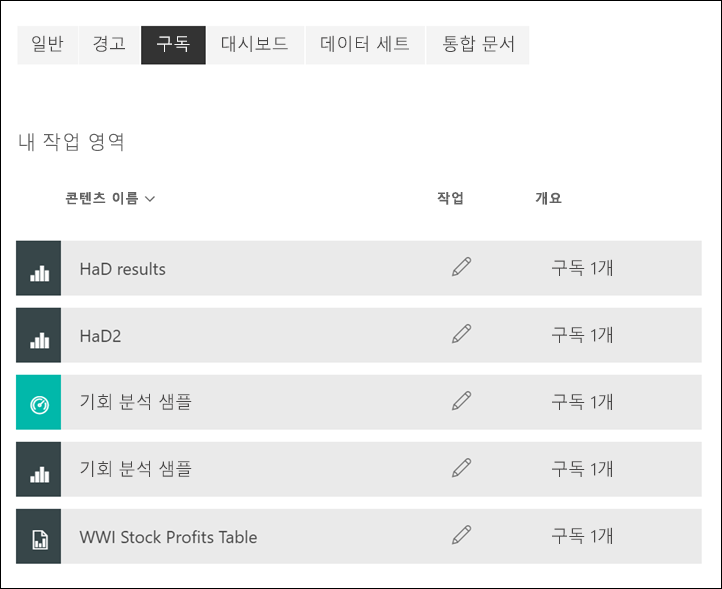 일반 경고 구독 대시보드 데이터 세트 통합 문서
내 작업 영역
콘텐츠 이름 작업 개요
HaD results 구독 1개
HaD2 구독 1개
기회 분석 샘플 구독 1개
기회 분석 샘플 구독 1개
WWI Stock Profits Table 구독 1개